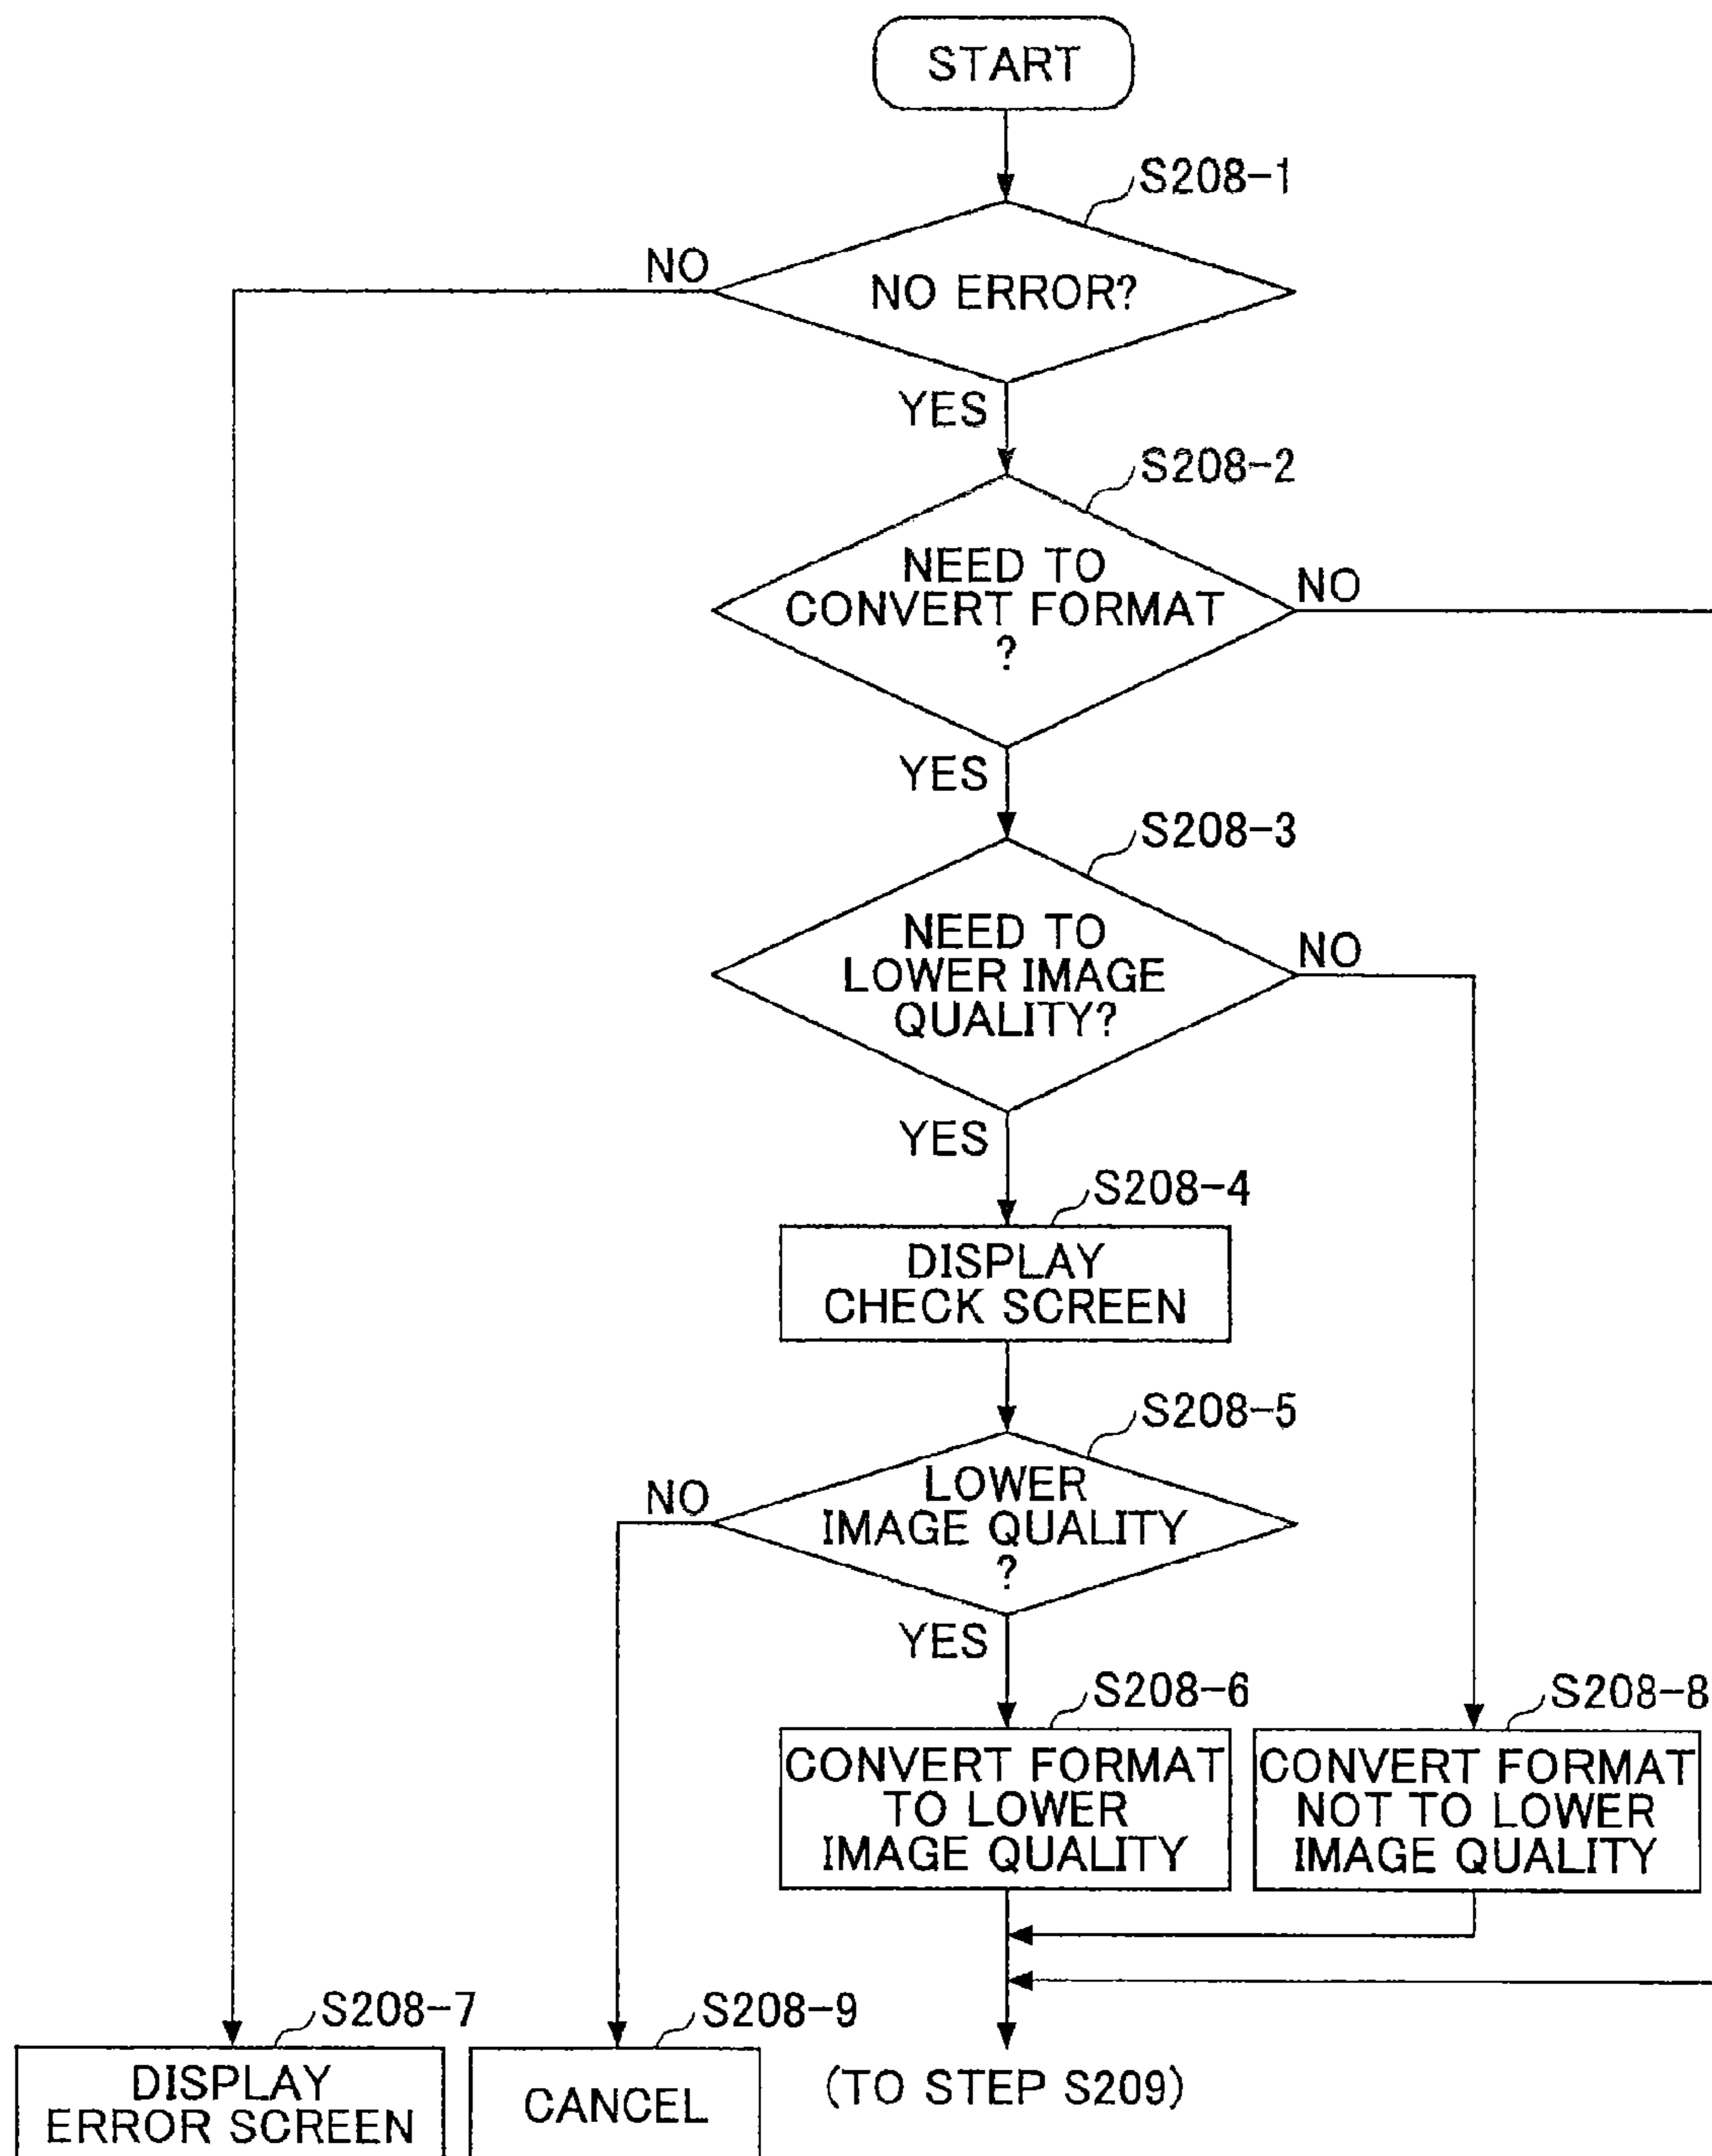 START
S208-1
NO
NO ERROR?
YES
S208-2
NEED TO
CONVERT FORMAT
?
NO
YES
S208-3
NEED TO
LOWER IMAGE
QUALITY?
NO
YES
S208-4
DISPLAY
CHECK SCREEN
S208-5
NO
LOWER
IMAGE QUALITY
?
YES
S208-6
CONVERT FORMAT
TO LOWER
IMAGE QUALITY
S208-8
CONVERT FORMAT
NOT TO LOWER
IMAGE QUALITY
S208-7
DISPLAY
ERROR SCREEN
S208-9
CANCEL
(TO STEP S209)